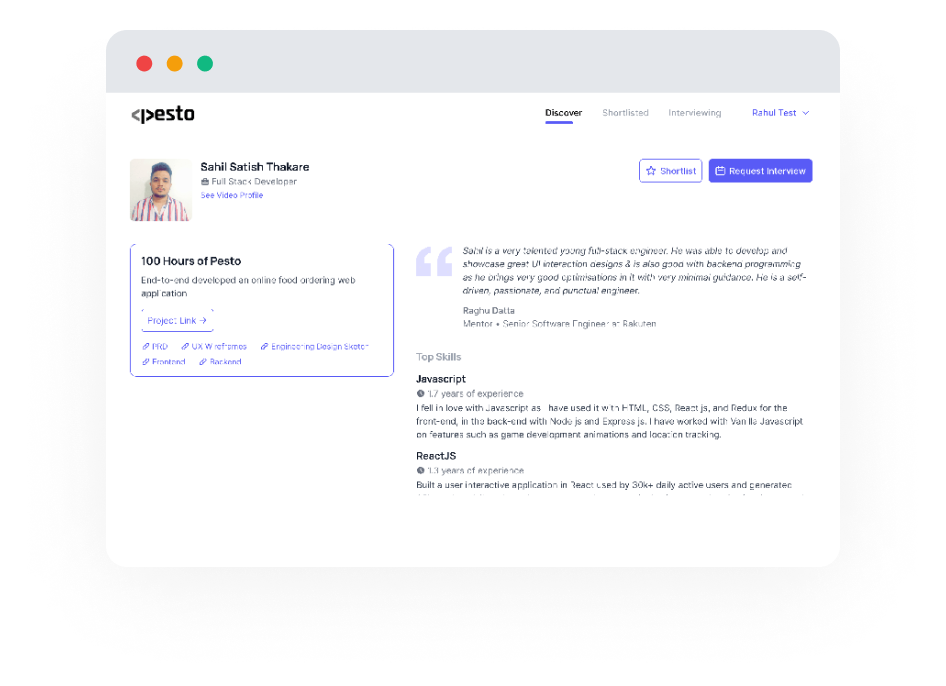 <pesto
Discover Shortlisted Interviewing Rahul Test
Sahil Satish Thakare
Full Stack Developer
See Video Profile
Shortlist Request Interview
100 Hours of Pesto
End-to-end developed an online food ordering web
application
Project Link →
PRD UX Wireframes Engineering Design Sketch
Frontend Backend
Sahil is a very talented young full-stack engineer. He was able to develop and
showcase great UI interaction designs & is also good with backend programming
as he brings very good optimisations in it with very minimal guidance. He is a self-
driven, passionate, and punctual engineer.
Raghu Datta
Mentor • Senior Software Engineer at Rakuten
Top Skills
Javascript
1.7 years of experience
I fell in love with Javascript as I have used it with HTML, CSS, React.js, and Redux for the
front-end, in the back-end with Node js and Express js. I have worked with Vanilla Javascript
on features such as game development animations and location tracking.
ReactJS
1.3 years of experience
Built a user interactive application in React used by 30k+ daily active users and generated